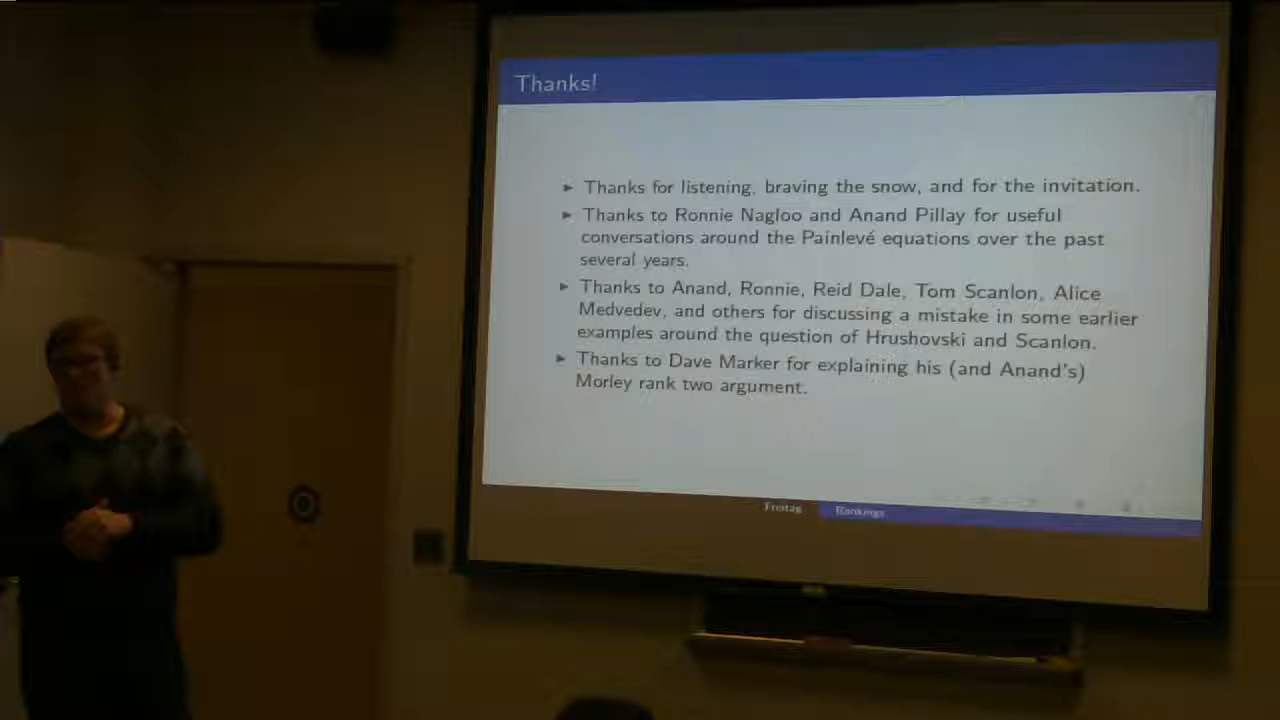 Thanks!
► Thanks for listening, braving the snow, and for the invitation.
► Thanks to Ronnie Nagloo and Anand Pillay for useful
conversations around the Painlevé equations over the past
several years.
► Thanks to Anand, Ronnie, Reid Dale, Tom Scanlon, Alice
Medvedev, and others for discussing a mistake in some earlier
examples around the question of Hrushovski and Scanlon.
► Thanks to Dave Marker for explaining his (and Anand's)
Morley rank two argument.
Freitag Rankings